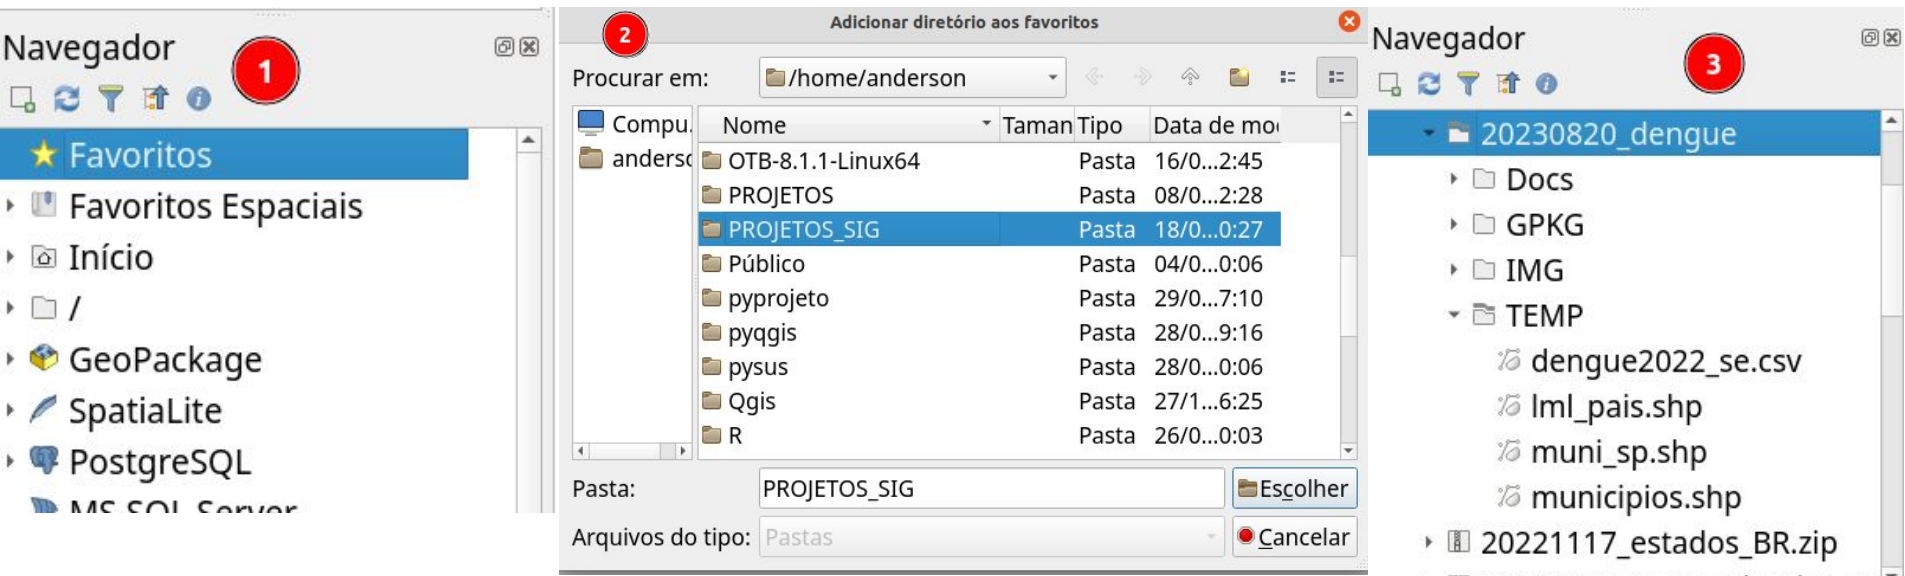 Navegador
1
Favoritos
Favoritos Espaciais
Início
/
GeoPackage
SpatiaLite
PostgreSQL
MS SQL Server
2
Adicionar diretório aos favoritos
Procurar em:
/home/anderson
Compu.
anders
Nome Taman Tipo Data de mo
OTB-8.1.1-Linux64 Pasta 16/0...2:45
PROJETOS Pasta 08/0...2:28
PROJETOS_SIG Pasta 18/0...0:27
Público Pasta 04/0...0:06
pyprojeto Pasta 29/0...7:10
pyqgis Pasta 28/0...9:16
pysus Pasta 28/0...0:06
Qgis Pasta 27/1...6:25
R Pasta 26/0...0:03
Pasta: PROJETOS_SIG Escolher
Arquivos do tipo: Pastas Cancelar
Navegador
3
20230820_dengue
Docs
GPKG
IMG
TEMP
dengue2022_se.csv
lml_pais.shp
muni_sp.shp
municipios.shp
20221117_estados_BR.zip